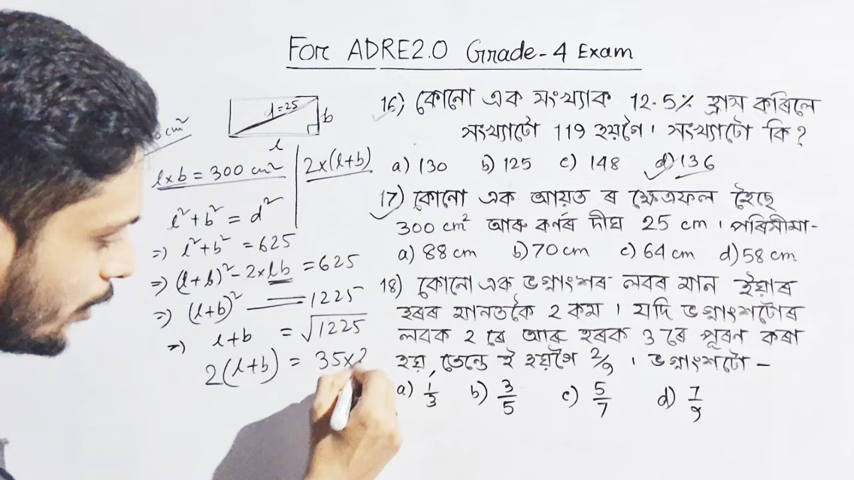 For ADRE2.0 Grade-4 Exam
16) কোনো এক সংখ্যাক 12.5% হ্ৰাস কৰিলে
সংখ্যাটো 119 হয়গৈ। সংখ্যাটো কি?
a) 130 b) 125 c) 148 d) 136
17) কোনো এক আয়ত ৰ ক্ষেত্ৰফল হৈছে
300 cm² আৰু কৰ্ণৰ দীঘ 25 cm। পৰিসীমা-
a) 88 cm b) 70 cm c) 64 cm d) 58 cm
18) কোনো এক ভগ্নাংশৰ লবৰ মান ইয়াৰ
হৰৰ মানতকৈ 2 কম। যদি ভগ্নাংশটোৰ
লবক 2 ৰে আৰু হৰক 3 ৰে পূৰণ কৰা
হয়, তেন্তে ই হয়গৈ 2/9। ভগ্নাংশটো -
a) 1/3 b) 3/5 c) 5/7 d) 7/9
cm²
d=25
b
l
l×b = 300 cm²
2×(l+b)
l²+b² = d²
=> l²+b² = 625
=> (l+b)² - 2×lb = 625
=> (l+b)² = 1225
=> l+b = √1225
2(l+b) = 35×2